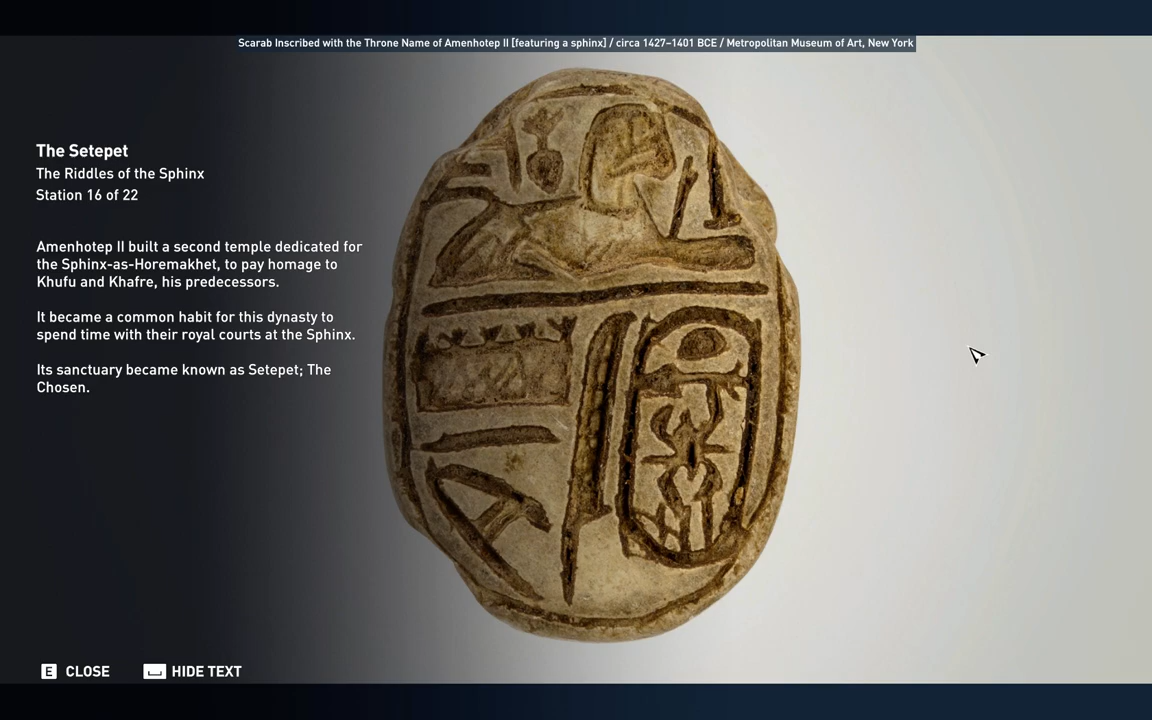 Scarab Inscribed with the Throne Name of Amenhotep II [featuring a sphinx] / circa 1427–1401 BCE / Metropolitan Museum of Art, New York
The Setepet
The Riddles of the Sphinx
Station 16 of 22
Amenhotep II built a second temple dedicated for
the Sphinx-as-Horemakhet, to pay homage to
Khufu and Khafre, his predecessors.
It became a common habit for this dynasty to
spend time with their royal courts at the Sphinx.
Its sanctuary became known as Setepet; The
Chosen.
E CLOSE
HIDE TEXT